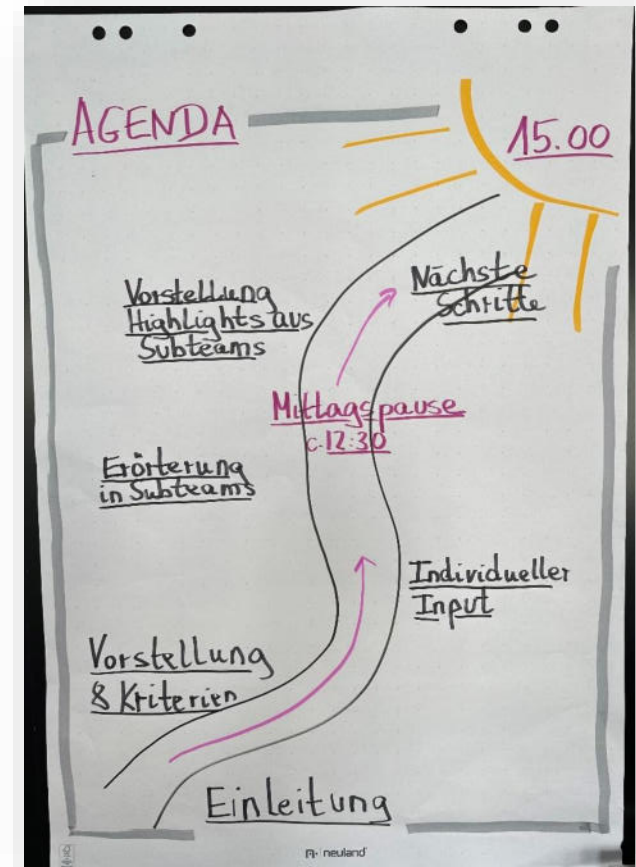 AGENDA
15.00
Nächste
Schritte
Vorstellung
Highlights aus
Subteams
Mittagspause
c.12:30
Erörterung
in Subteams
Individueller
Input
Vorstellung
& Kriterien
Einleitung
neuland